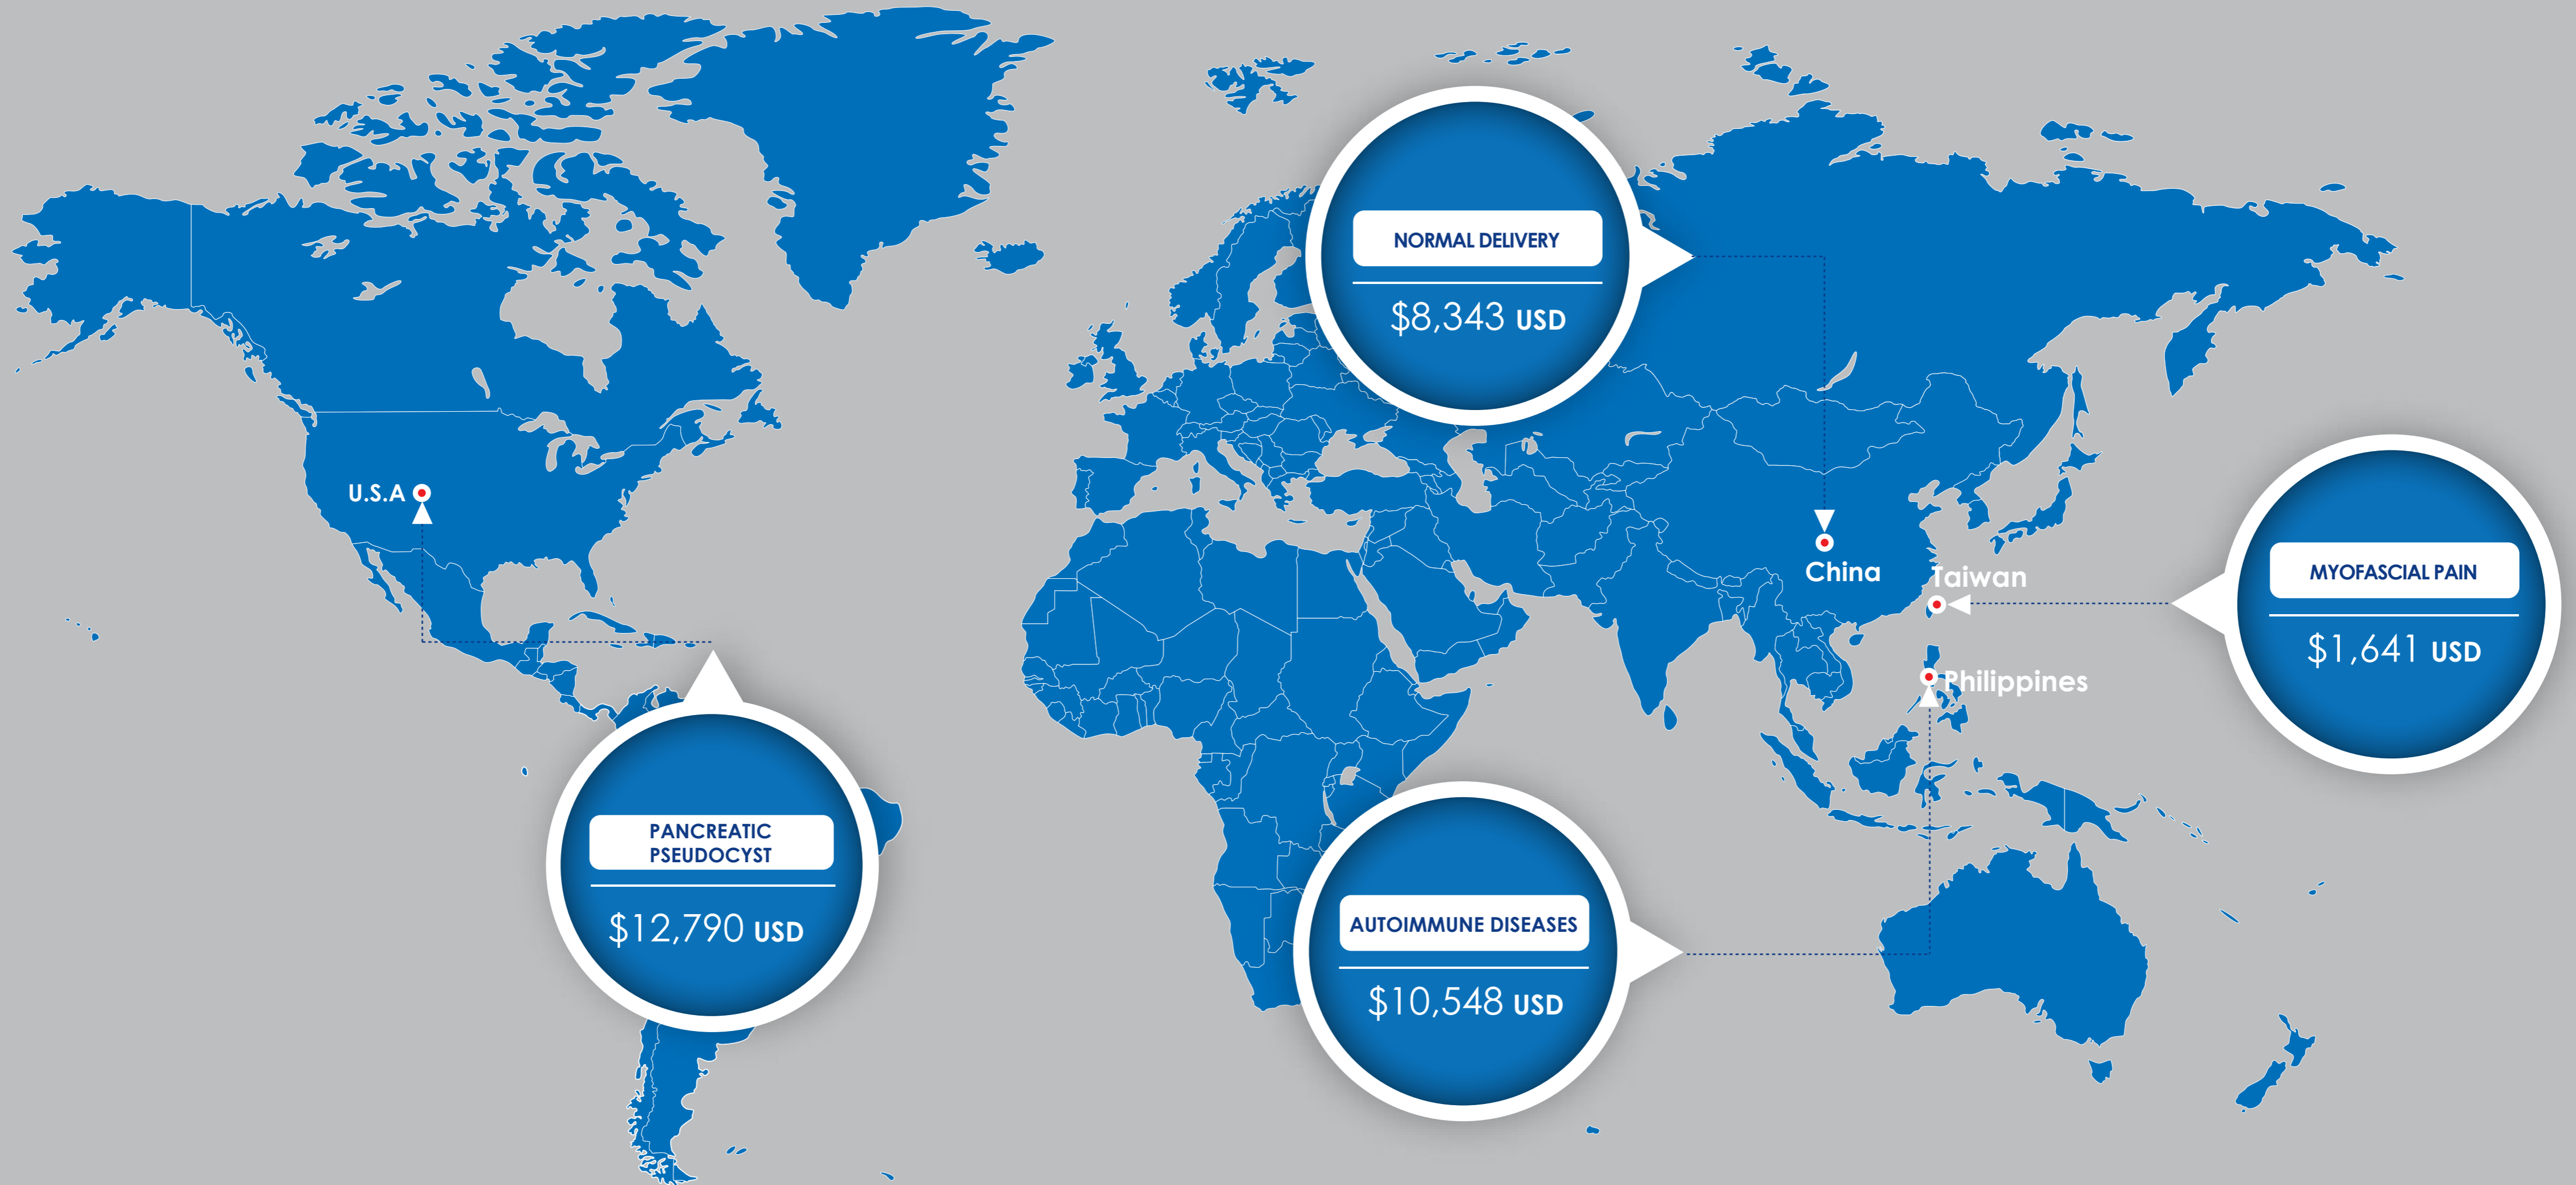 NORMAL DELIVERY
$8,343 USD
U.S.A
China
Taiwan
MYOFASCIAL PAIN
$1,641 USD
Philippines
PANCREATIC
PSEUDOCYST
$12,790 USD
AUTOIMMUNE DISEASES
$10,548 USD